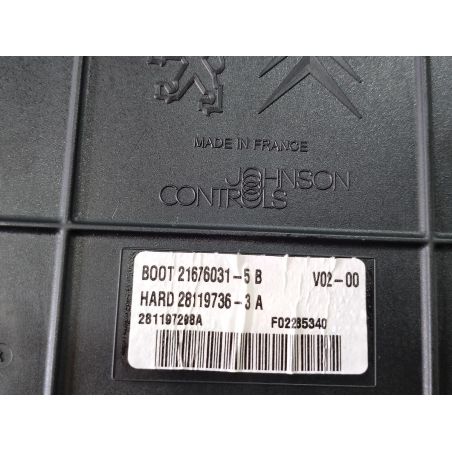 MADE IN FRANCE
JOHNSON
CONTROLS
BOOT 21676031-5 B V02-00
HARD 28119736-3 A
281197298A F02285340